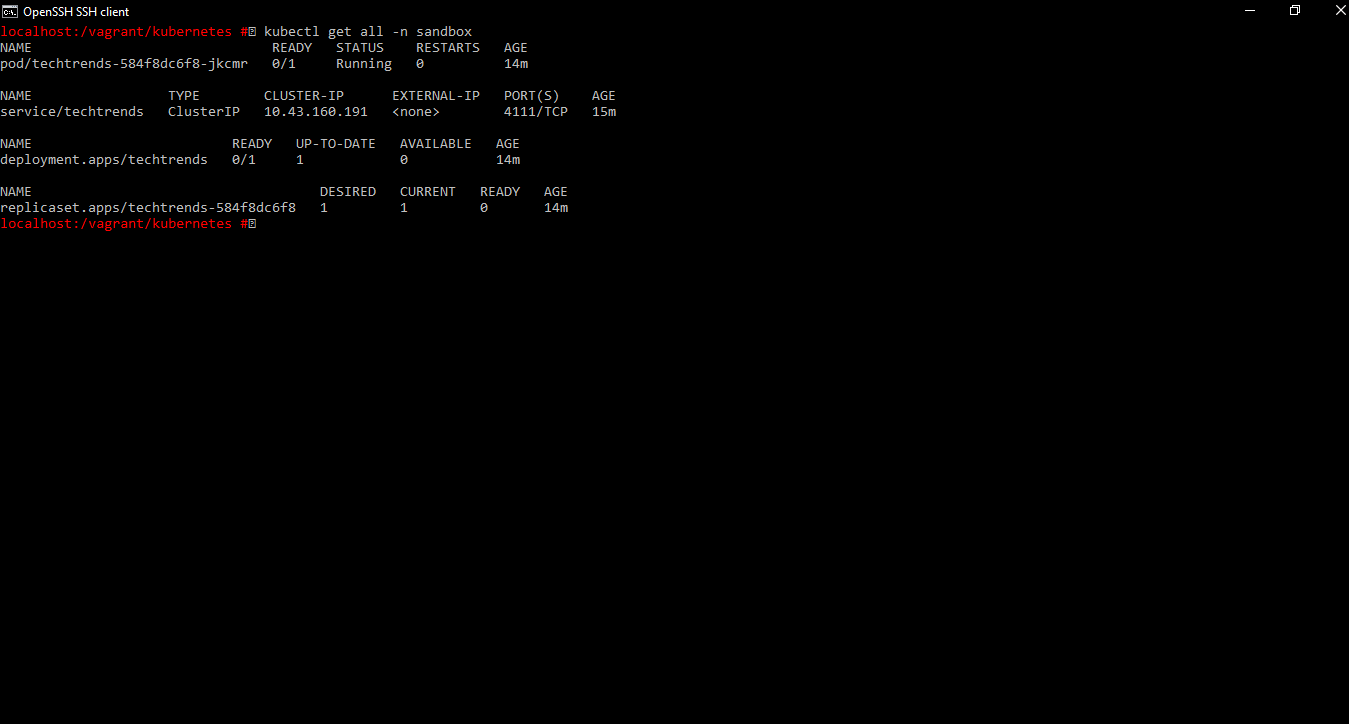 OpenSSH SSH client
localhost:/vagrant/kubernetes # kubectl get all -n sandbox
NAME                              READY   STATUS    RESTARTS   AGE
pod/techtrends-584f8dc6f8-jkcmr   0/1     Running   0          14m

NAME                 TYPE        CLUSTER-IP      EXTERNAL-IP   PORT(S)    AGE
service/techtrends   ClusterIP   10.43.160.191   <none>        4111/TCP   15m

NAME                         READY   UP-TO-DATE   AVAILABLE   AGE
deployment.apps/techtrends   0/1     1            0           14m

NAME                                    DESIRED   CURRENT   READY   AGE
replicaset.apps/techtrends-584f8dc6f8   1         1         0       14m
localhost:/vagrant/kubernetes #